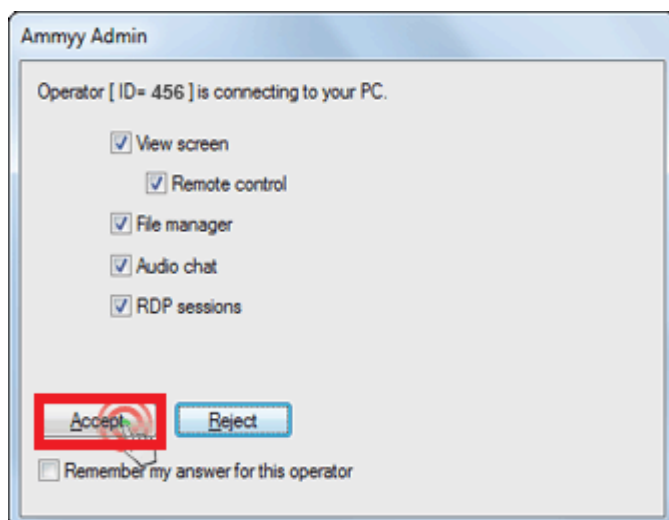 Ammyy Admin
Operator [ ID= 456 ] is connecting to your PC.
View screen
Remote control
File manager
Audio chat
RDP sessions
Accept Reject
Remember my answer for this operator